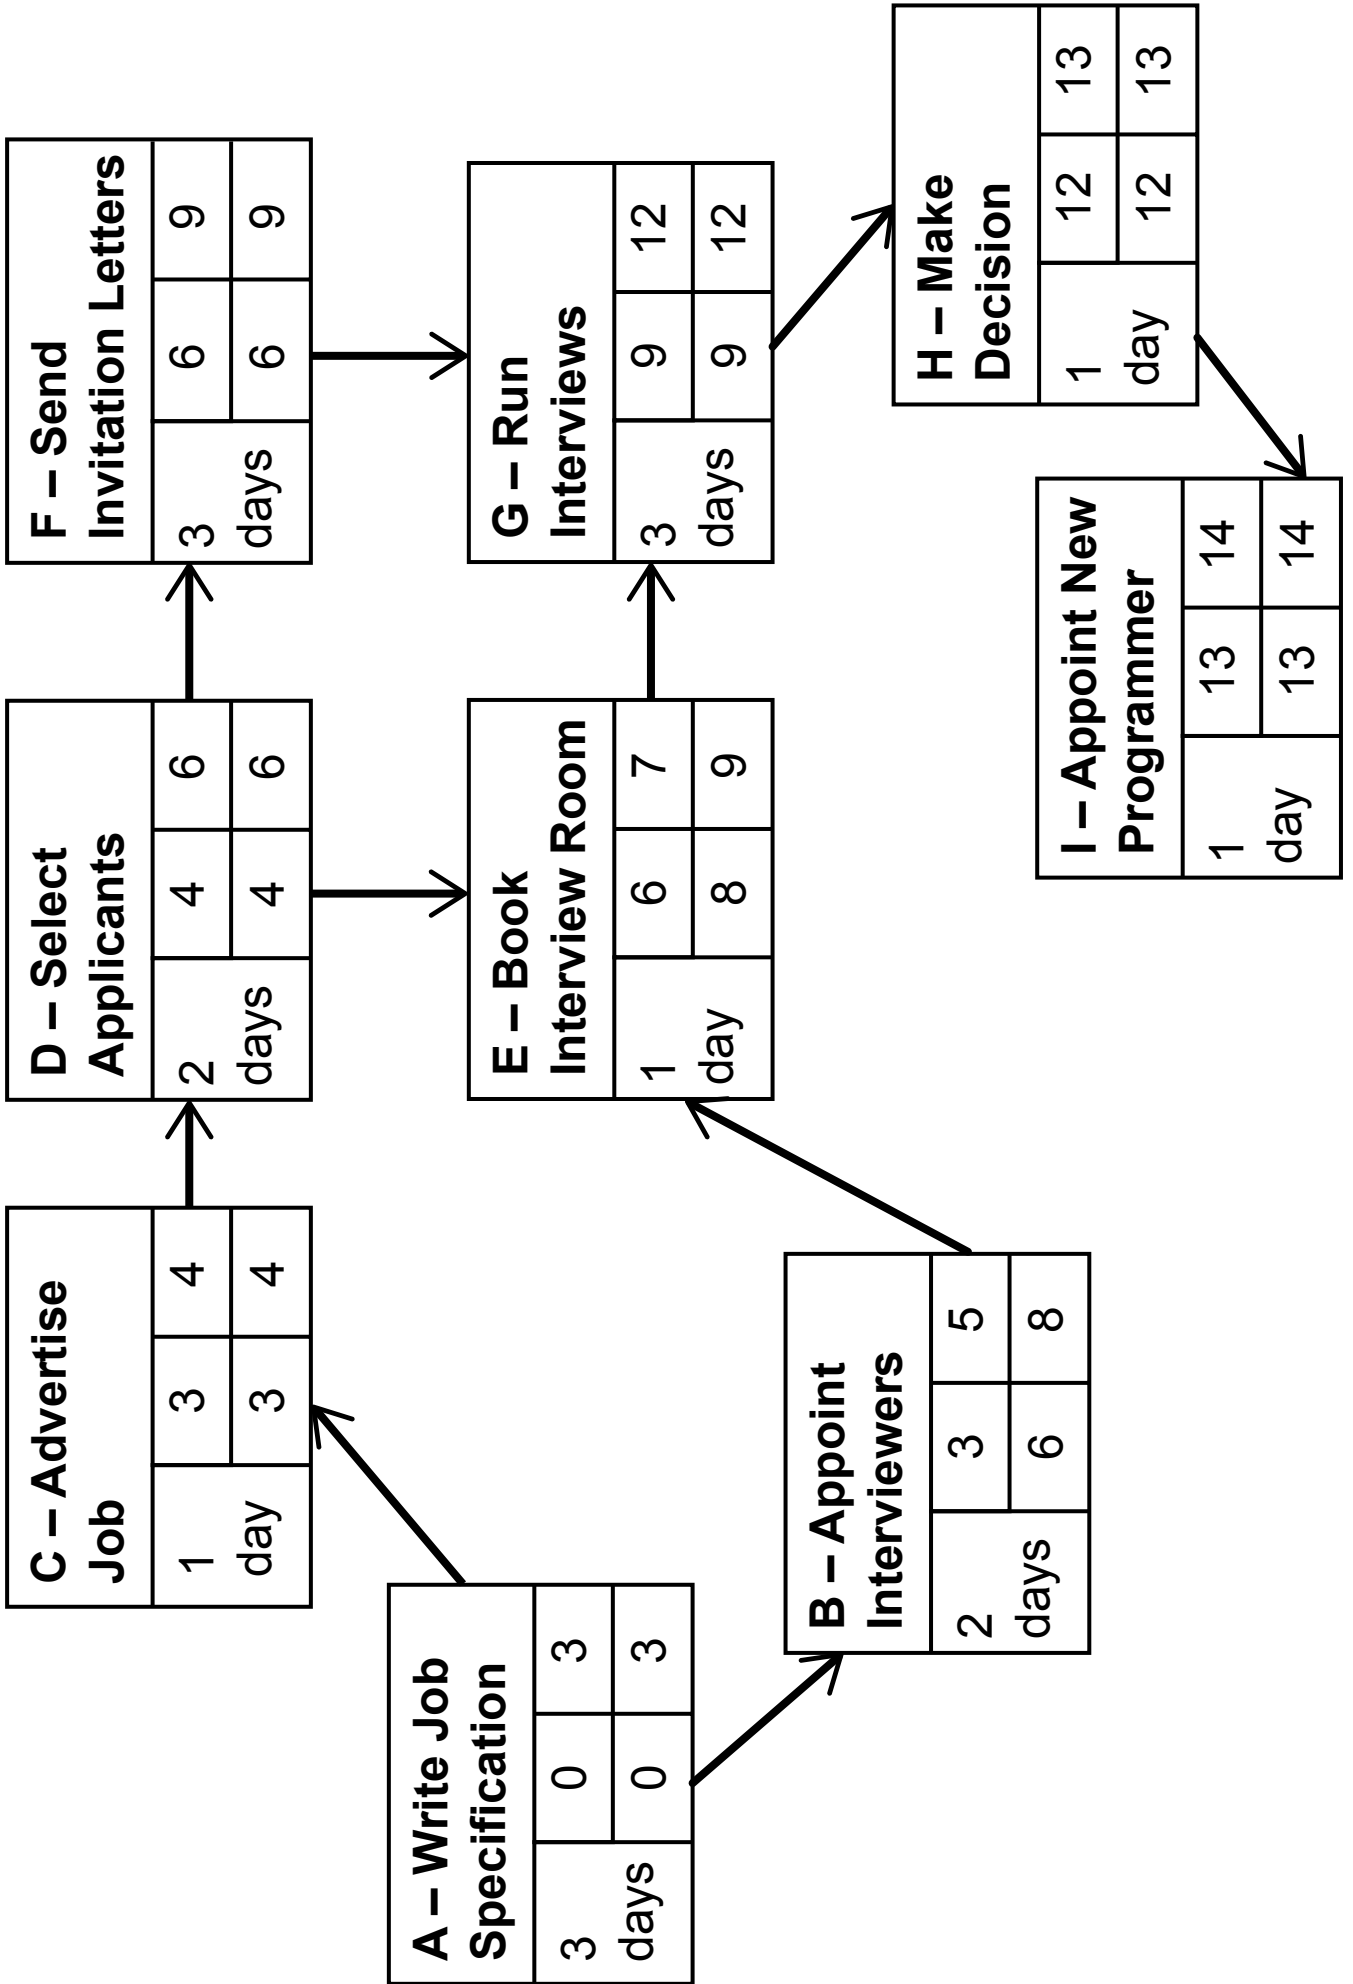 A – Write Job
Specification
3
days
0 3
0 3
C – Advertise
Job
1
day
3 4
3 4
B – Appoint
Interviewers
2
days
3 5
6 8
D – Select
Applicants
2
days
4 6
4 6
E – Book
Interview Room
1
day
6 7
8 9
F – Send
Invitation Letters
3
days
6 9
6 9
G – Run
Interviews
3
days
9 12
9 12
H – Make
Decision
1
day
12 13
12 13
I – Appoint New
Programmer
1
day
13 14
13 14